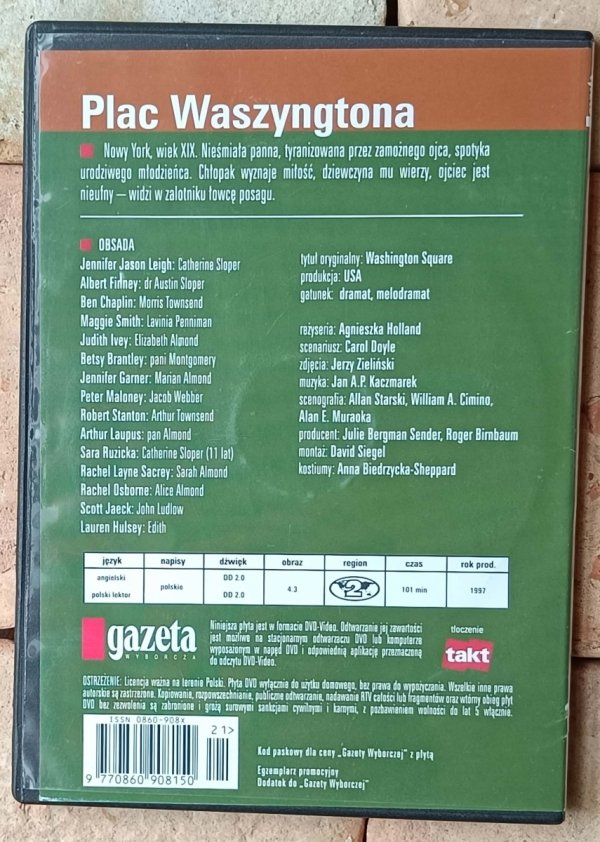 Plac Waszyngtona
Nowy York, wiek XIX. Nieśmiała panna, tyranizowana przez zamożnego ojca, spotyka
urodziwego młodzieńca. Chłopak wyznaje miłość, dziewczyna mu wierzy, ojciec jest
nieufny – widzi w zalotniku łowcę posagu.
OBSADA
Jennifer Jason Leigh: Catherine Sloper
Albert Finney: dr Austin Sloper
Ben Chaplin: Morris Townsend
Maggie Smith: Lavinia Penniman
Judith Ivey: Elizabeth Almond
Betsy Brantley: pani Montgomery
Jennifer Garner: Marian Almond
Peter Maloney: Jacob Webber
Robert Stanton: Arthur Townsend
Arthur Laupus: pan Almond
Sara Ruzicka: Catherine Sloper (11 lat)
Rachel Layne Sacrey: Sarah Almond
Rachel Osborne: Alice Almond
Scott Jaeck: John Ludlow
Lauren Hulsey: Edith
tytuł oryginalny: Washington Square
produkcja: USA
gatunek: dramat, melodramat
reżyseria: Agnieszka Holland
scenariusz: Carol Doyle
zdjęcia: Jerzy Zieliński
muzyka: Jan A.P. Kaczmarek
scenografia: Allan Starski, William A. Cimino,
Alan E. Muraoka
producent: Julie Bergman Sender, Roger Birnbaum
montaż: David Siegel
kostiumy: Anna Biedrzycka-Sheppard
język napisy dźwięk obraz region czas rok prod.
angielski DD 2.0
polskie 4.3 2 101 min 1997
polski lektor DD 2.0
gazeta
WYBORCZA
Niniejsza płyta jest w formacie DVD-Video. Odtwarzanie jej zawartości
jest możliwe na stacjonarnym odtwarzaczu DVD lub komputerze
wyposażonym w napęd DVD i odpowiednią aplikację przeznaczoną
do odczytu DVD-Video.
tłoczenie
takt
OSTRZEŻENIE: Licencja ważna na terenie Polski. Płyta DVD wyłącznie do użytku domowego, bez prawa do wypożyczania. Wszelkie inne prawa
autorskie są zastrzeżone. Kopiowanie, rozpowszechnianie, publiczne odtwarzanie, nadawanie RTV całości lub fragmentów oraz wtórny obieg płyt
DVD bez zezwolenia są zabronione i grożą surowymi sankcjami cywilnymi i karnymi, z pozbawieniem wolności do lat 5 włącznie.
ISSN 0860-908x
21>
9 770860 908150
Kod paskowy dla ceny „Gazety Wyborczej” z płytą
Egzemplarz promocyjny
Dodatek do „Gazety Wyborczej”